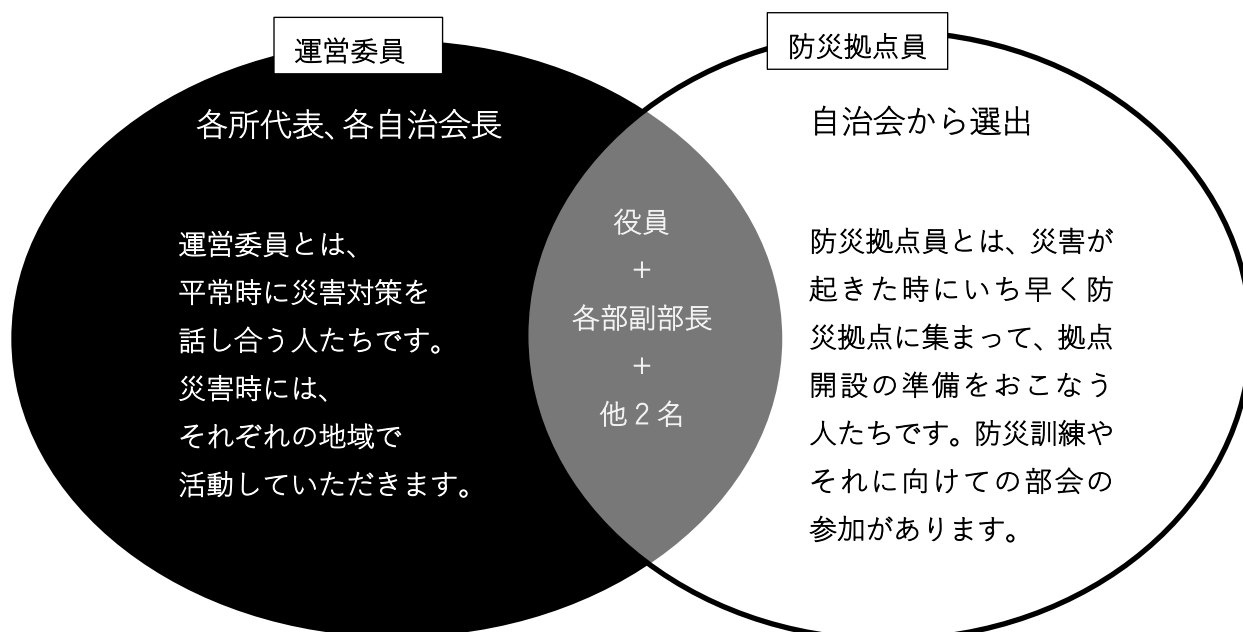 運営委員
各所代表、各自治会長
運営委員とは、
平常時に災害対策を
話し合う人たちです。
災害時には、
それぞれの地域で
活動していただきます。
役員
+
各部副部長
+
他2名
防災拠点員
自治会から選出
防災拠点員とは、災害が
起きた時にいち早く防
災拠点に集まって、拠点
開設の準備をおこなう
人たちです。防災訓練や
それに向けての部会の
参加があります。